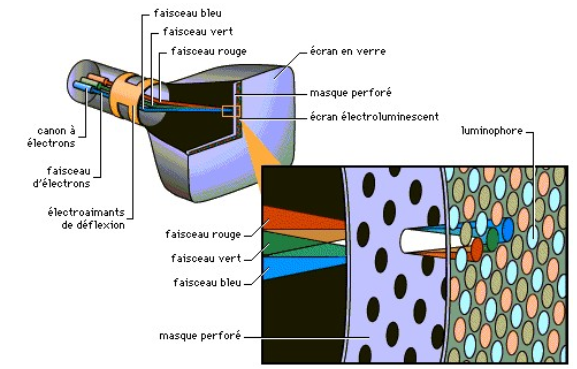 faisceau bleu
faisceau vert
faisceau rouge
écran en verre
masque perforé
écran électroluminescent
luminophore
canon à
électrons
faisceau
d'électrons
électroaimants
de déflexion
faisceau rouge
faisceau vert
faisceau bleu
masque perforé